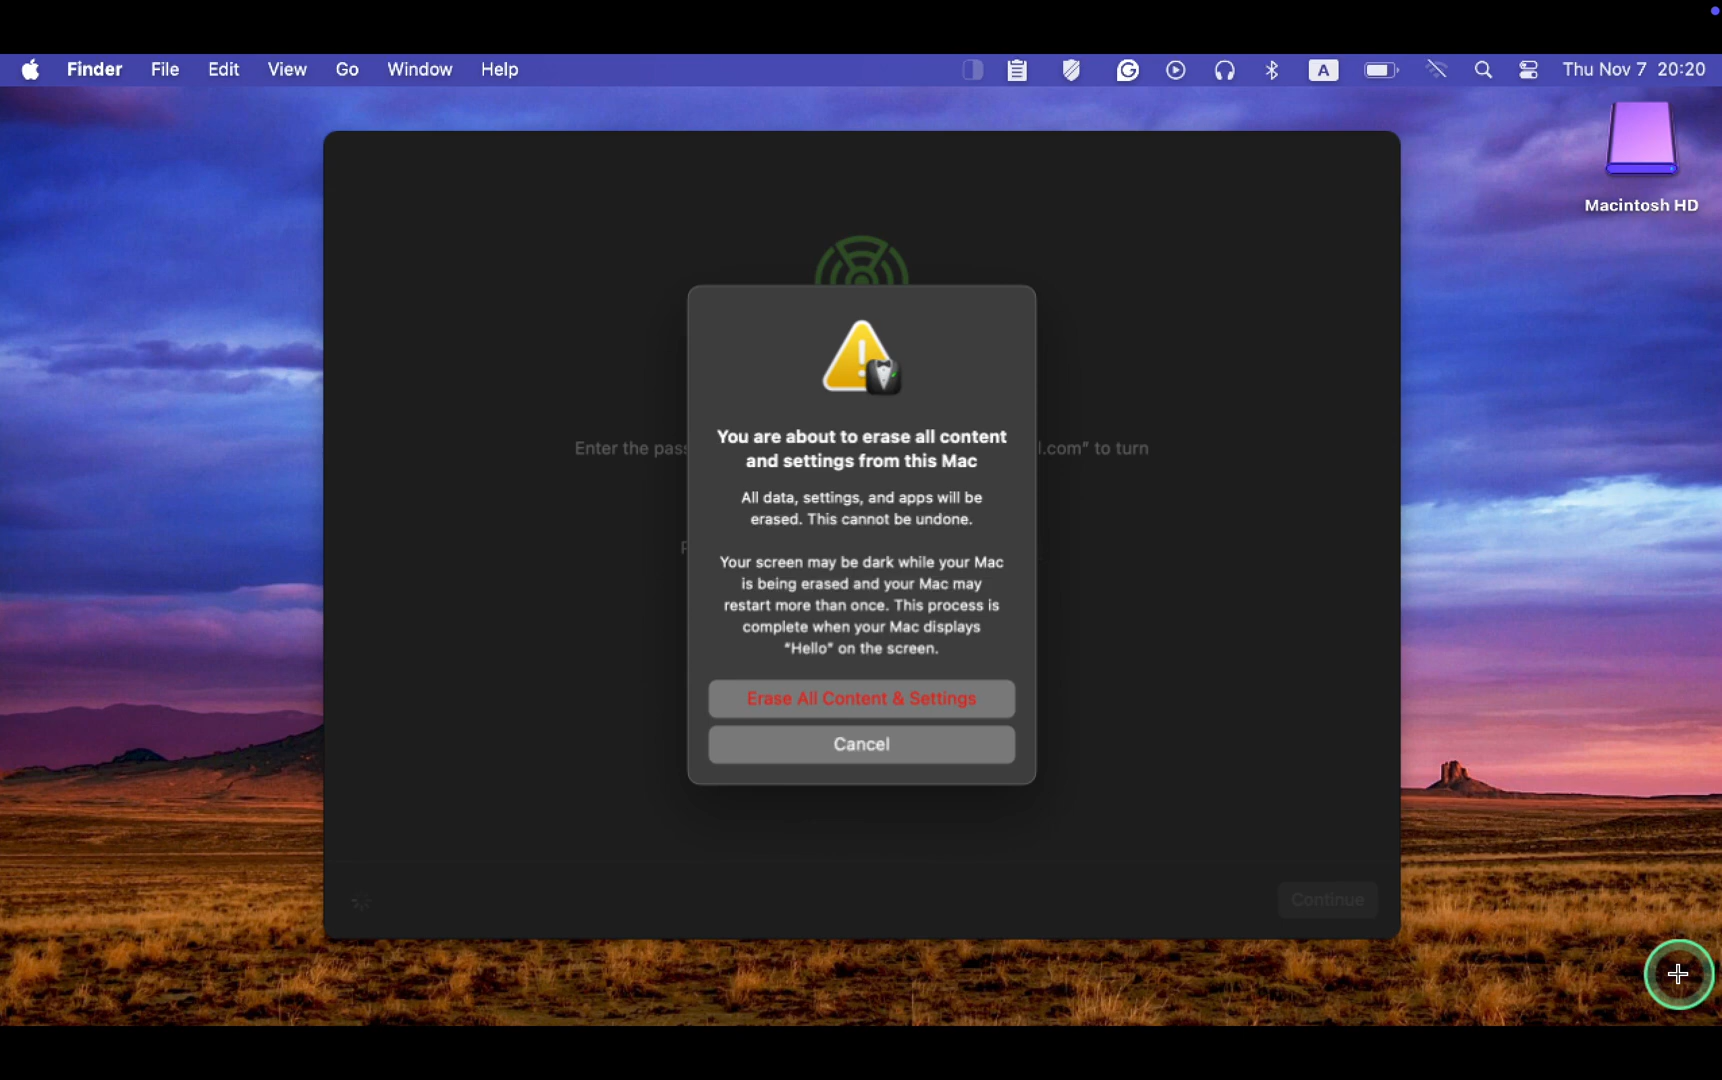 Finder File Edit View Go Window Help A Thu Nov 7 20:20
Macintosh HD
Enter the pass l.com" to turn
You are about to erase all content
and settings from this Mac
All data, settings, and apps will be
erased. This cannot be undone.
Your screen may be dark while your Mac
is being erased and your Mac may
restart more than once. This process is
complete when your Mac displays
"Hello" on the screen.
Erase All Content & Settings
Cancel
Continue